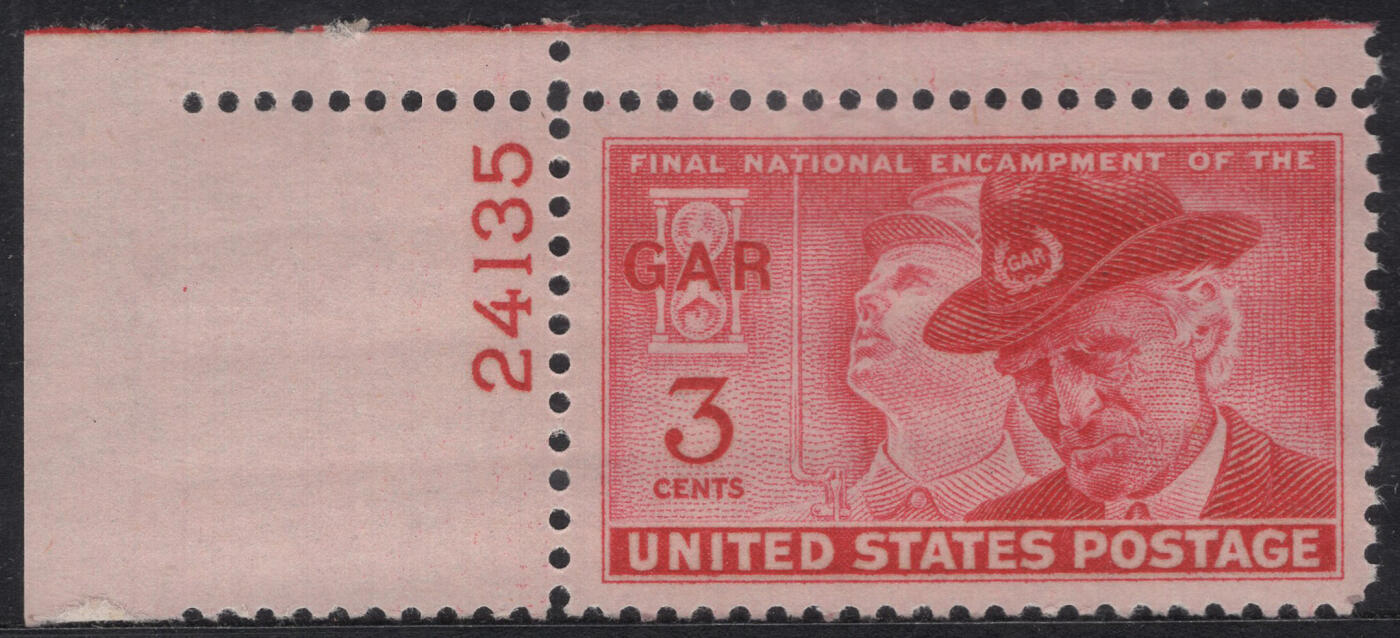 24135
FINAL NATIONAL ENCAMPMENT OF THE
GAR
GAR
3
CENTS
UNITED STATES POSTAGE